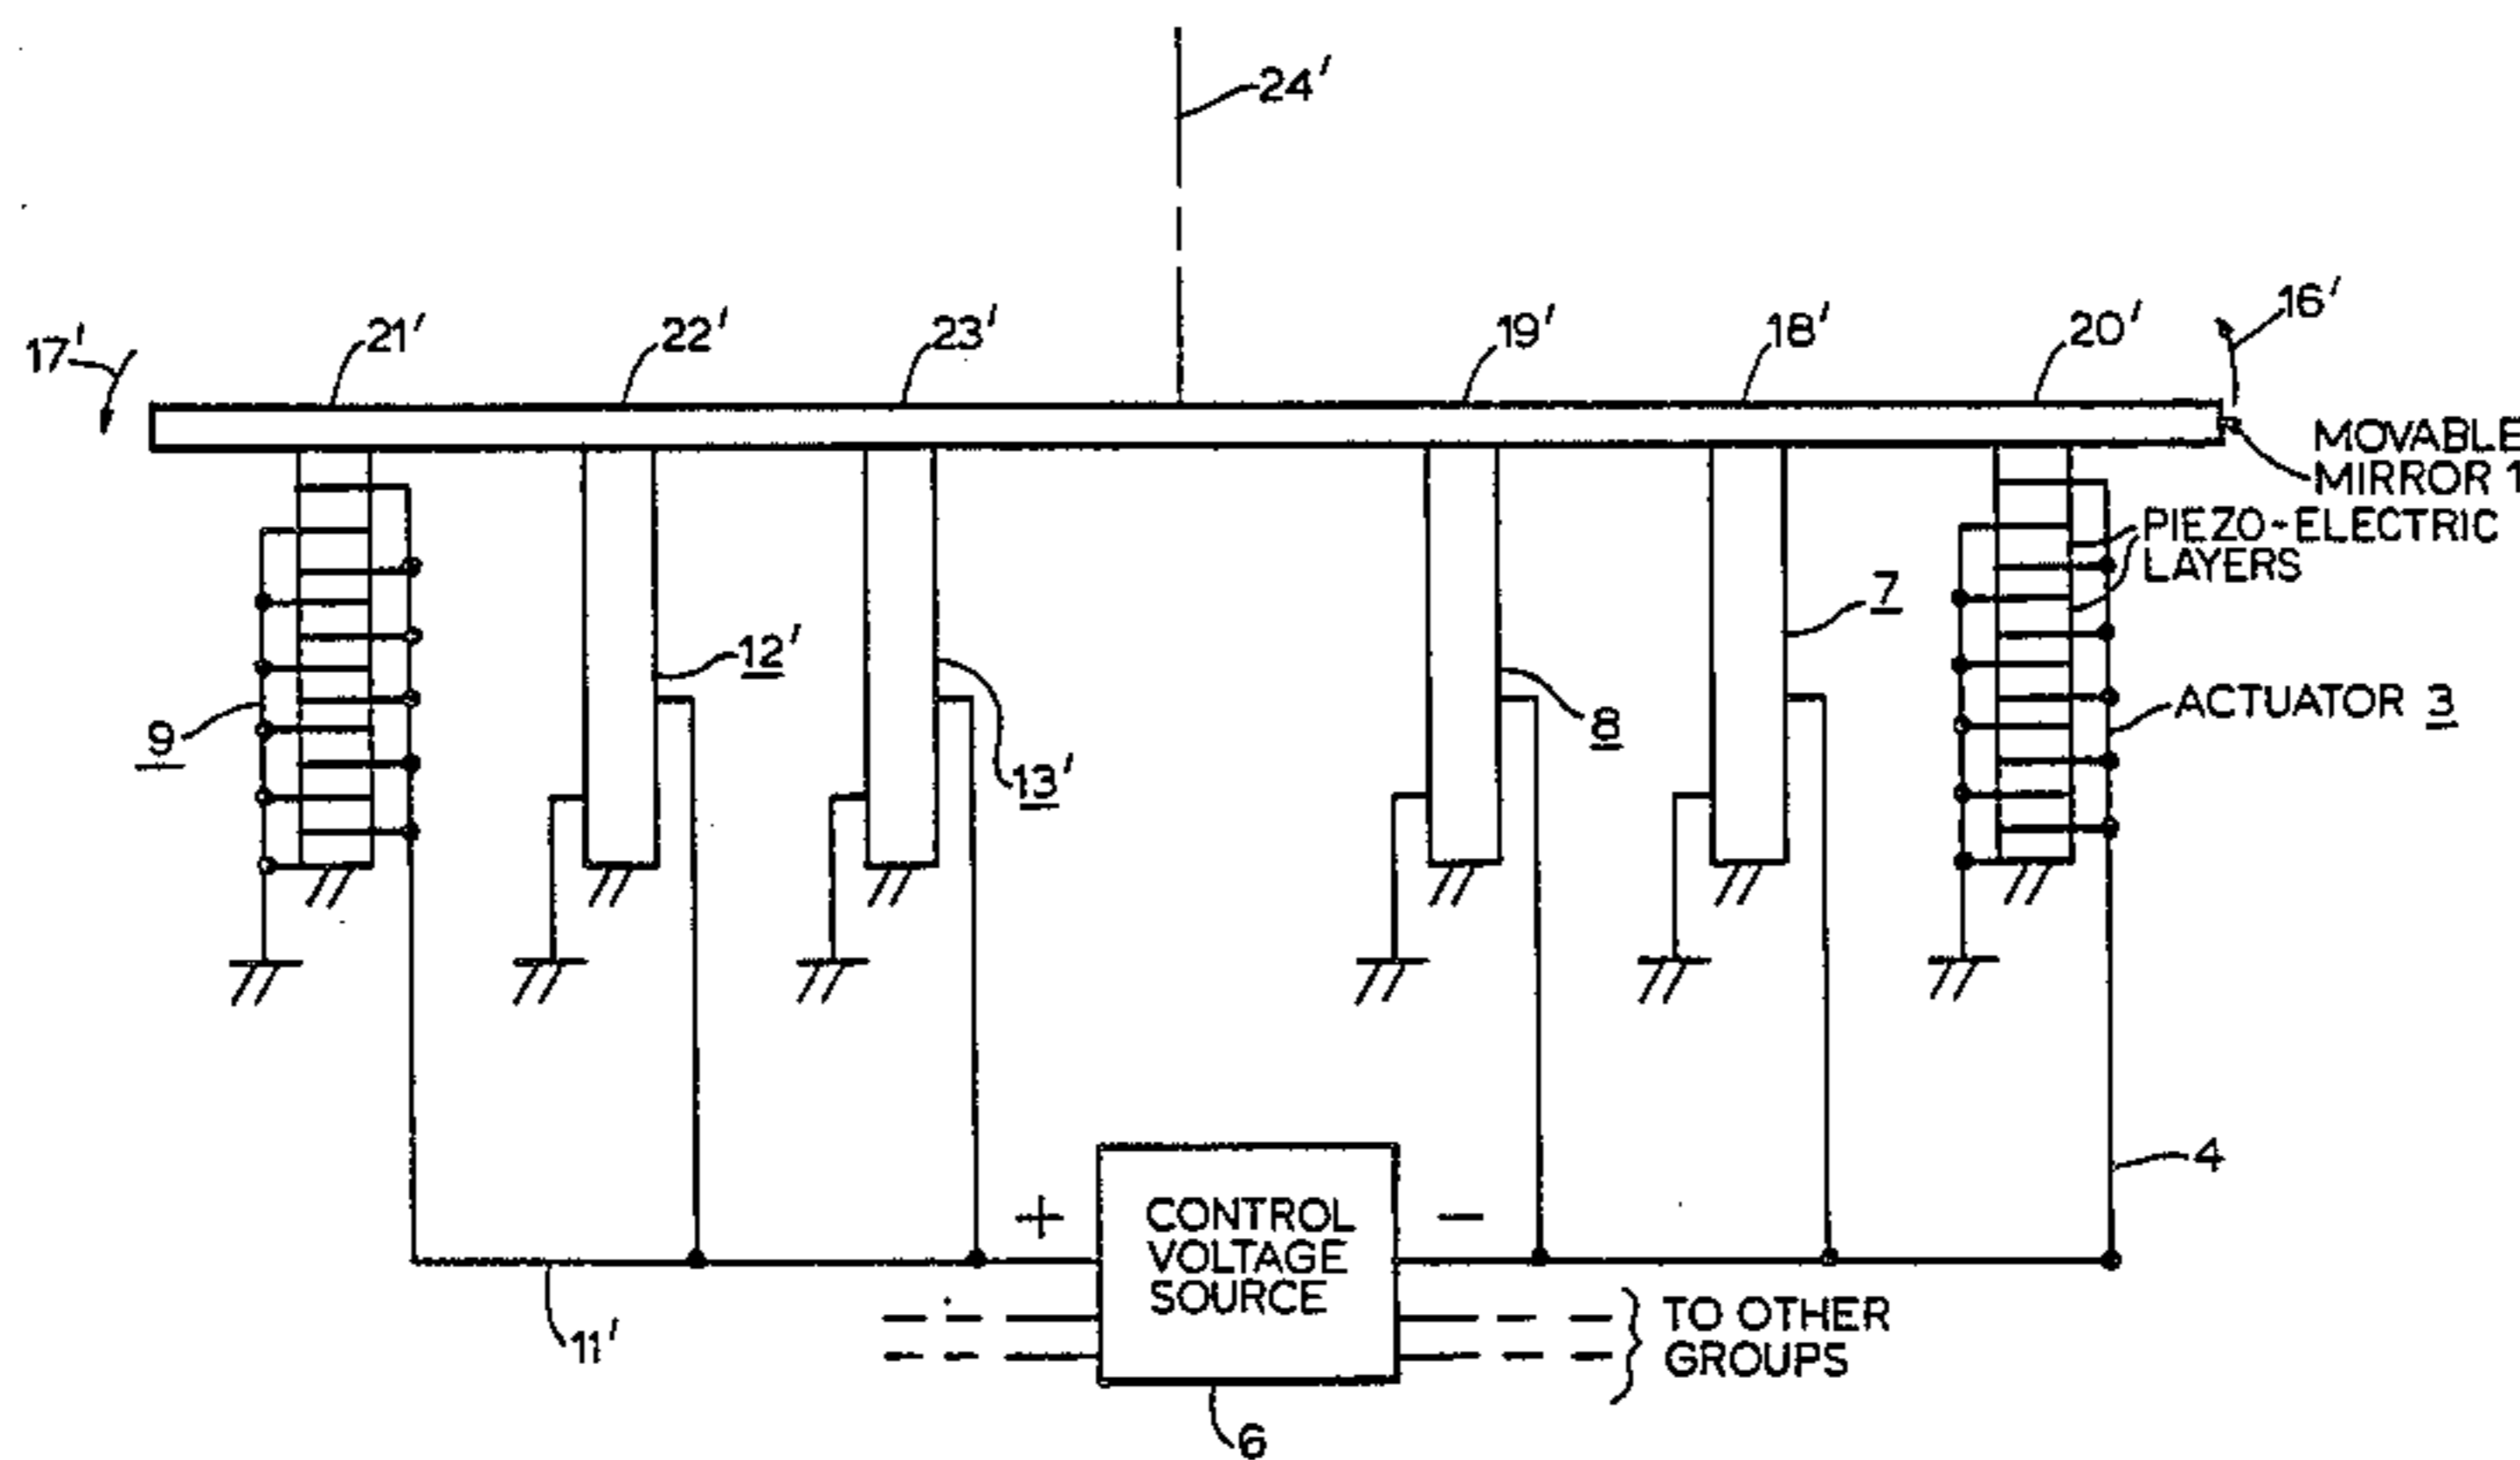 24'
17'
21'
22'
23'
19'
18'
20'
16'
MOVABLE
MIRROR 1
PIEZO-ELECTRIC
LAYERS
7
12'
ACTUATOR 3
8
9
13'
4
+
CONTROL
VOLTAGE
SOURCE
−
TO OTHER
GROUPS
11'
6